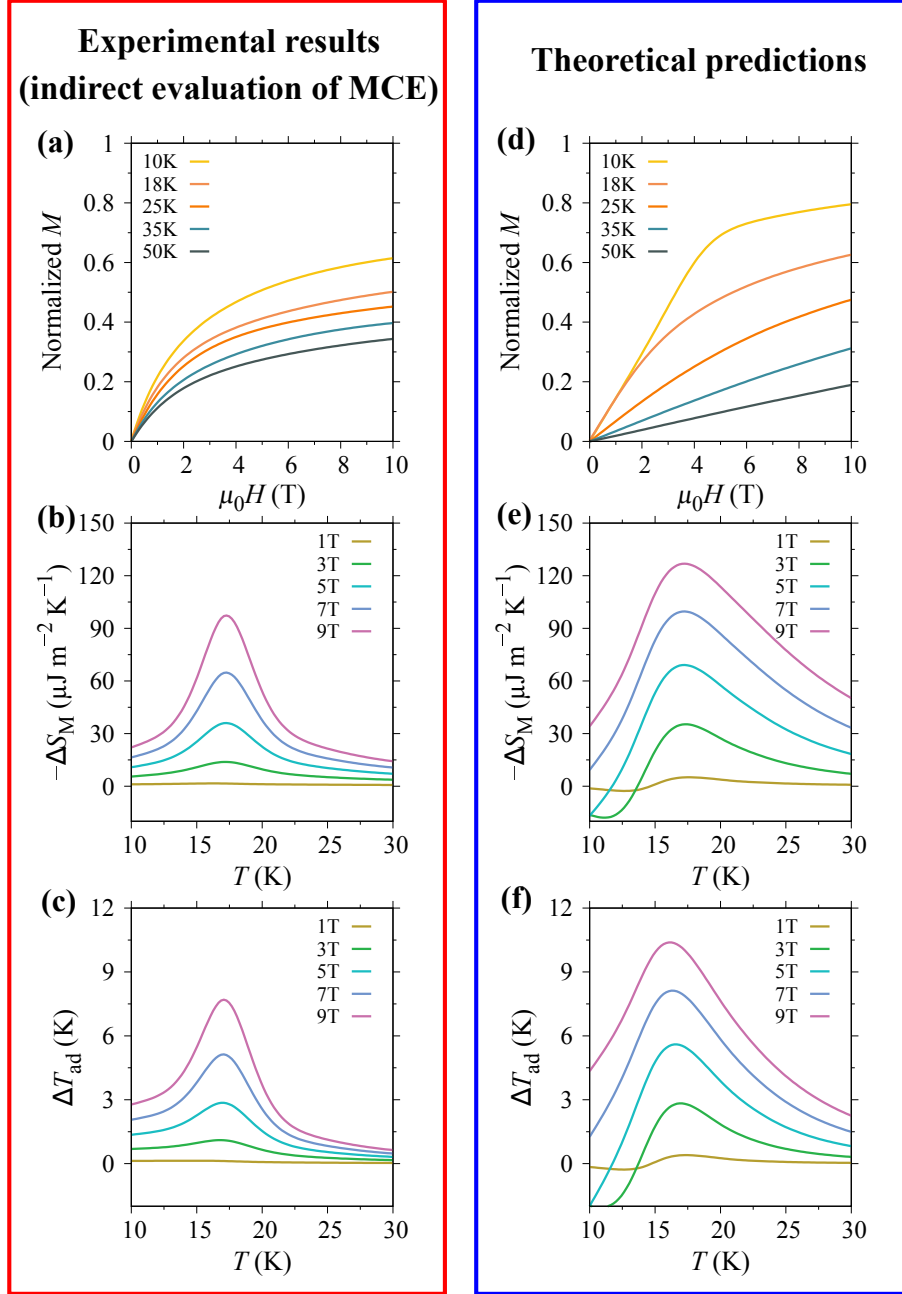 Experimental results
(indirect evaluation of MCE)
Theoretical predictions
(a)
Normalized M
1
0.8
0.6
0.4
0.2
0
10K
18K
25K
35K
50K
0 2 4 6 8 10
μ₀H (T)
(d)
Normalized M
1
0.8
0.6
0.4
0.2
0
10K
18K
25K
35K
50K
0 2 4 6 8 10
μ₀H (T)
(b)
−ΔS_M (μJ m⁻² K⁻¹)
150
120
90
60
30
0
1T
3T
5T
7T
9T
10 15 20 25 30
T (K)
(e)
−ΔS_M (μJ m⁻² K⁻¹)
150
120
90
60
30
0
1T
3T
5T
7T
9T
10 15 20 25 30
T (K)
(c)
ΔT_ad (K)
12
9
6
3
0
1T
3T
5T
7T
9T
10 15 20 25 30
T (K)
(f)
ΔT_ad (K)
12
9
6
3
0
1T
3T
5T
7T
9T
10 15 20 25 30
T (K)